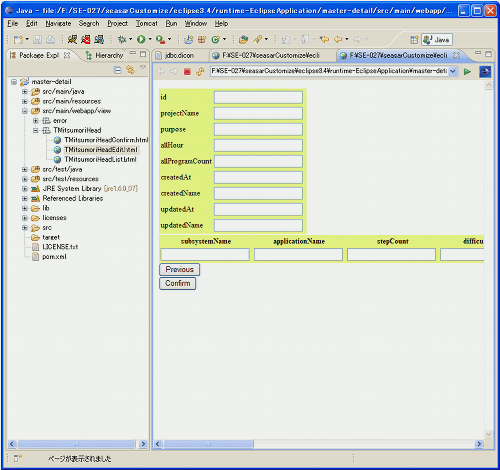 Java - file:/F:/SE-027/seasarCustomize/eclipse3.4/runtime-EclipseApplication/master-detail/src/main/webapp/...
File Edit Navigate Search Project Tomcat Run Window Help
Java
Package Expl
Hierarchy
jdbc.dicon
F:¥SE-027¥seasarCustomize¥ecli
F:¥SE-027¥seasarCustomize¥ecli
F:¥SE-027¥seasarCustomize¥eclipse3.4¥runtime-EclipseApplication¥master-deta
master-detail
src/main/java
src/main/resources
src/main/webapp/view
error
TMitsumoriHead
TMitsumoriHeadConfirm.html
TMitsumoriHeadEdit.html
TMitsumoriHeadList.html
src/test/java
src/test/resources
JRE System Library [jre1.6.0_07]
Referenced Libraries
lib
licenses
src
target
LICENSE.txt
pom.xml
id
projectName
purpose
allHour
allProgramCount
createdAt
createdName
updatedAt
updatedName
subsystemName applicationName stepCount difficu
Previous
Confirm
ページが表示されました